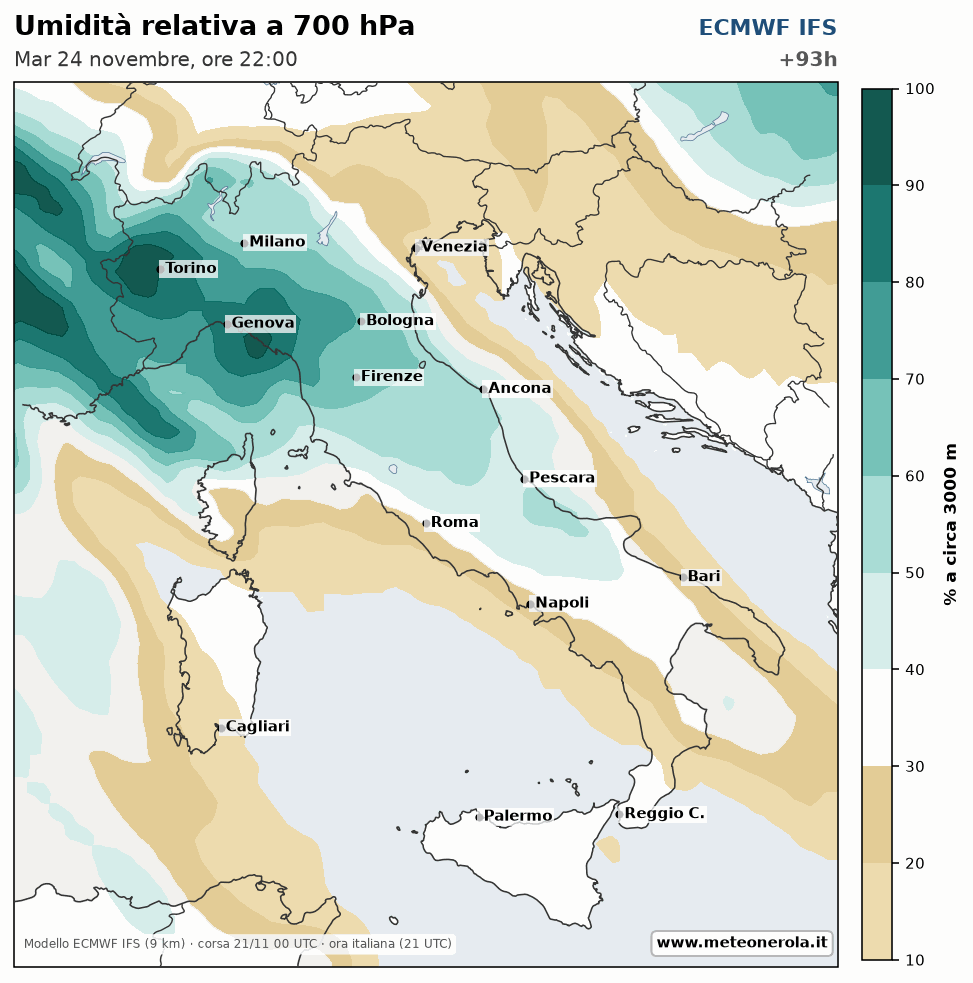 Umidità relativa a 700 hPa
ECMWF IFS
Mar 24 novembre, ore 22:00
+93h
Milano
Venezia
Torino
Genova
Bologna
Firenze
Ancona
Pescara
Roma
Bari
Napoli
Cagliari
Palermo
Reggio C.
100
90
80
70
60
50
40
30
20
10
% a circa 3000 m
Modello ECMWF IFS (9 km) · corsa 21/11 00 UTC · ora italiana (21 UTC)
www.meteonerola.it